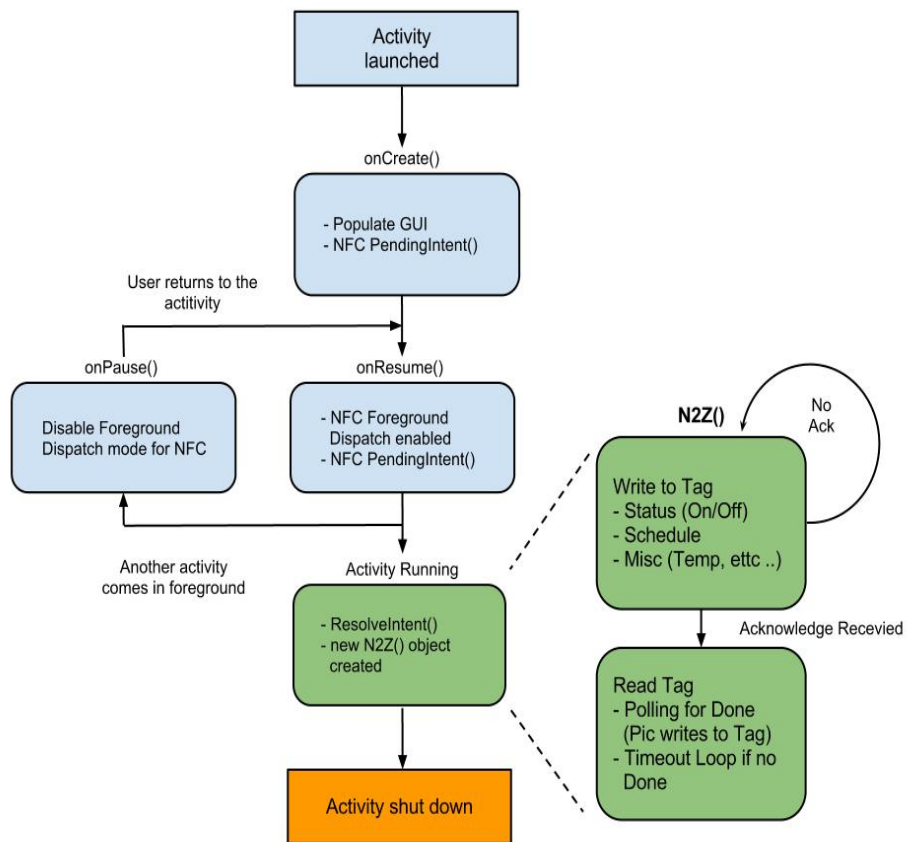 Activity
launched
onCreate()
- Populate GUI
- NFC PendingIntent()
User returns to the
actitivity
onPause()
Disable Foreground
Dispatch mode for NFC
onResume()
- NFC Foreground
Dispatch enabled
- NFC PendingIntent()
Another activity
comes in foreground
Activity Running
- ResolveIntent()
- new N2Z() object
created
Activity shut down
N2Z()
No
Ack
Write to Tag
- Status (On/Off)
- Schedule
- Misc (Temp, ettc ..)
Acknowledge Recevied
Read Tag
- Polling for Done
(Pic writes to Tag)
- Timeout Loop if no
Done